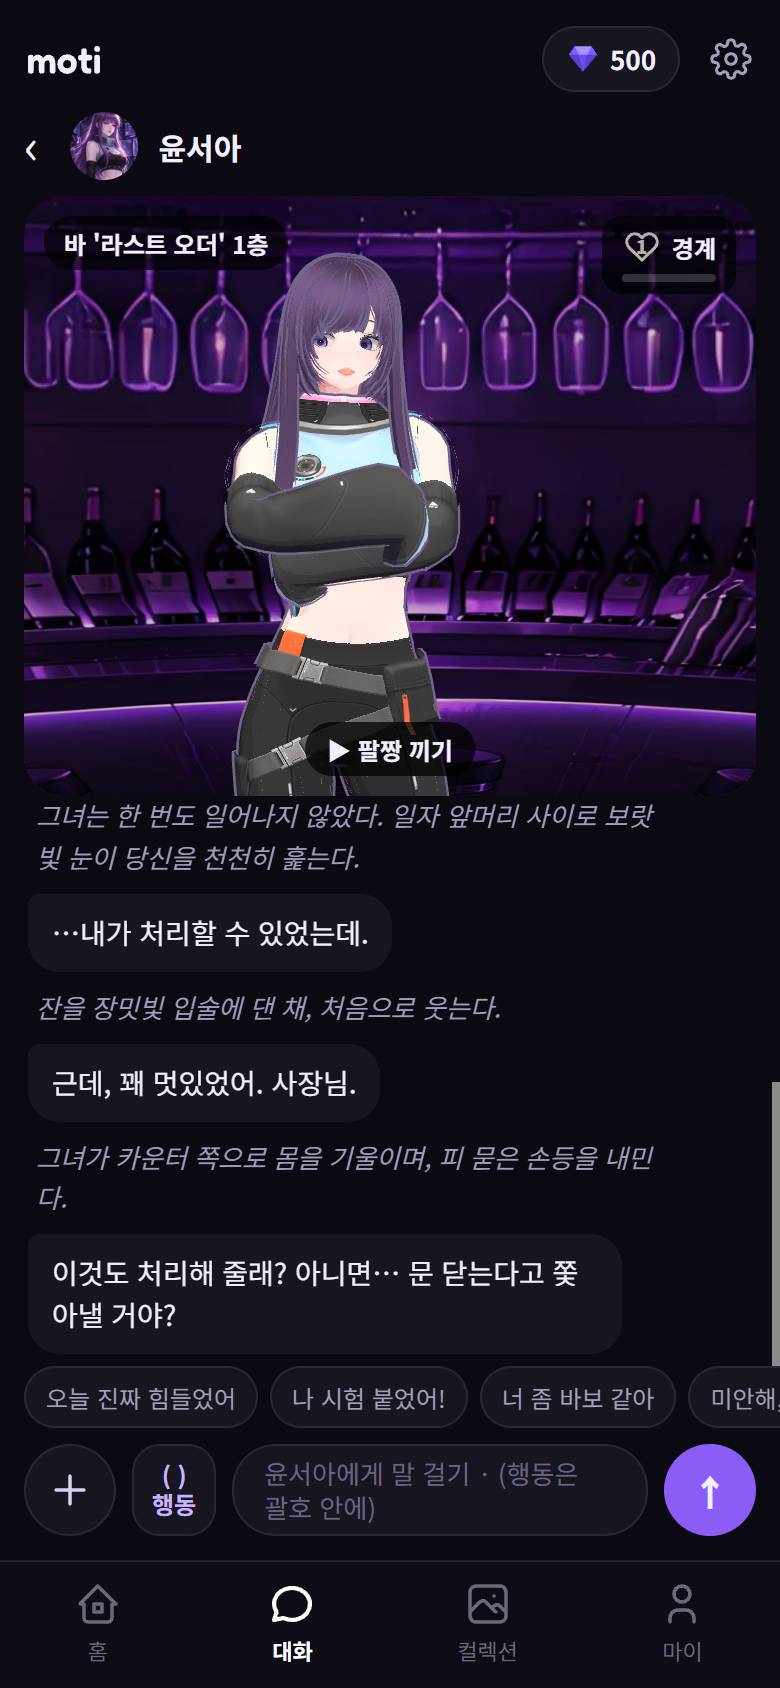 moti
500
윤서아
바 '라스트 오더' 1층
1
경계
▶ 팔짱 끼기
그녀는 한 번도 일어나지 않았다. 일자 앞머리 사이로 보랏
빛 눈이 당신을 천천히 훑는다.
…내가 처리할 수 있었는데.
잔을 장밋빛 입술에 댄 채, 처음으로 웃는다.
근데, 꽤 멋있었어. 사장님.
그녀가 카운터 쪽으로 몸을 기울이며, 피 묻은 손등을 내민
다.
이것도 처리해 줄래? 아니면… 문 닫는다고 쫓
아낼 거야?
오늘 진짜 힘들었어
나 시험 붙었어!
너 좀 바보 같아
미안해,
( )
행동
윤서아에게 말 걸기 · (행동은
괄호 안에)
홈
대화
컬렉션
마이